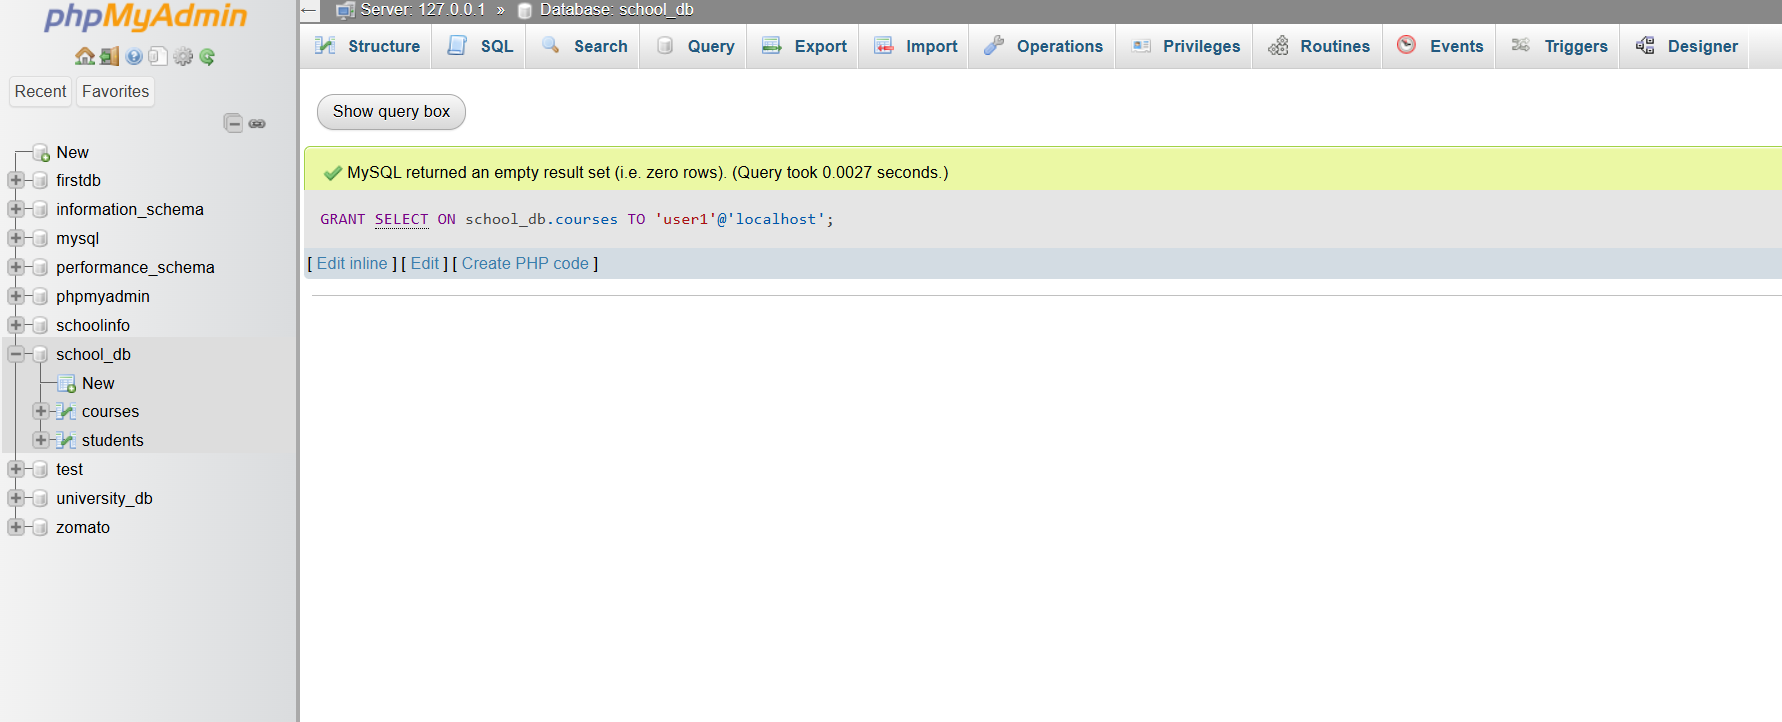 phpMyAdmin
Recent Favorites
New
firstdb
information_schema
mysql
performance_schema
phpmyadmin
schoolinfo
school_db
New
courses
students
test
university_db
zomato
← Server: 127.0.0.1 » Database: school_db
Structure SQL Search Query Export Import Operations Privileges Routines Events Triggers Designer
Show query box
MySQL returned an empty result set (i.e. zero rows). (Query took 0.0027 seconds.)
GRANT SELECT ON school_db.courses TO 'user1'@'localhost';
[ Edit inline ] [ Edit ] [ Create PHP code ]